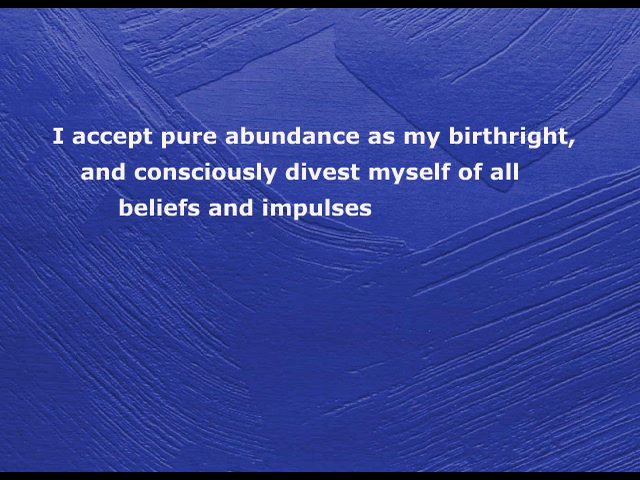 I accept pure abundance as my birthright,
and consciously divest myself of all
beliefs and impulses